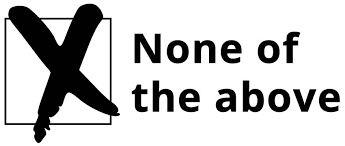 None of
the above